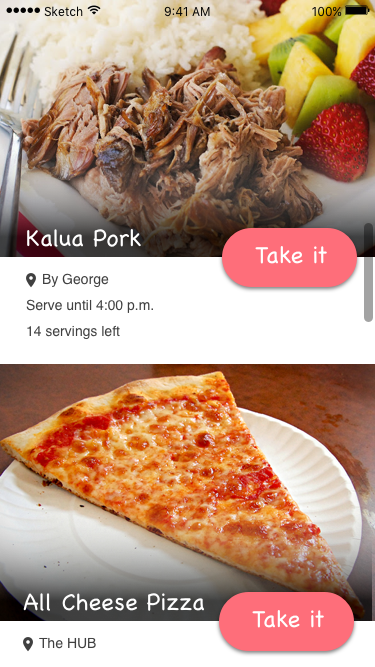 Sketch 9:41 AM 100%
Kalua Pork
Take it
By George
Serve until 4:00 p.m.
14 servings left
All Cheese Pizza
Take it
The HUB